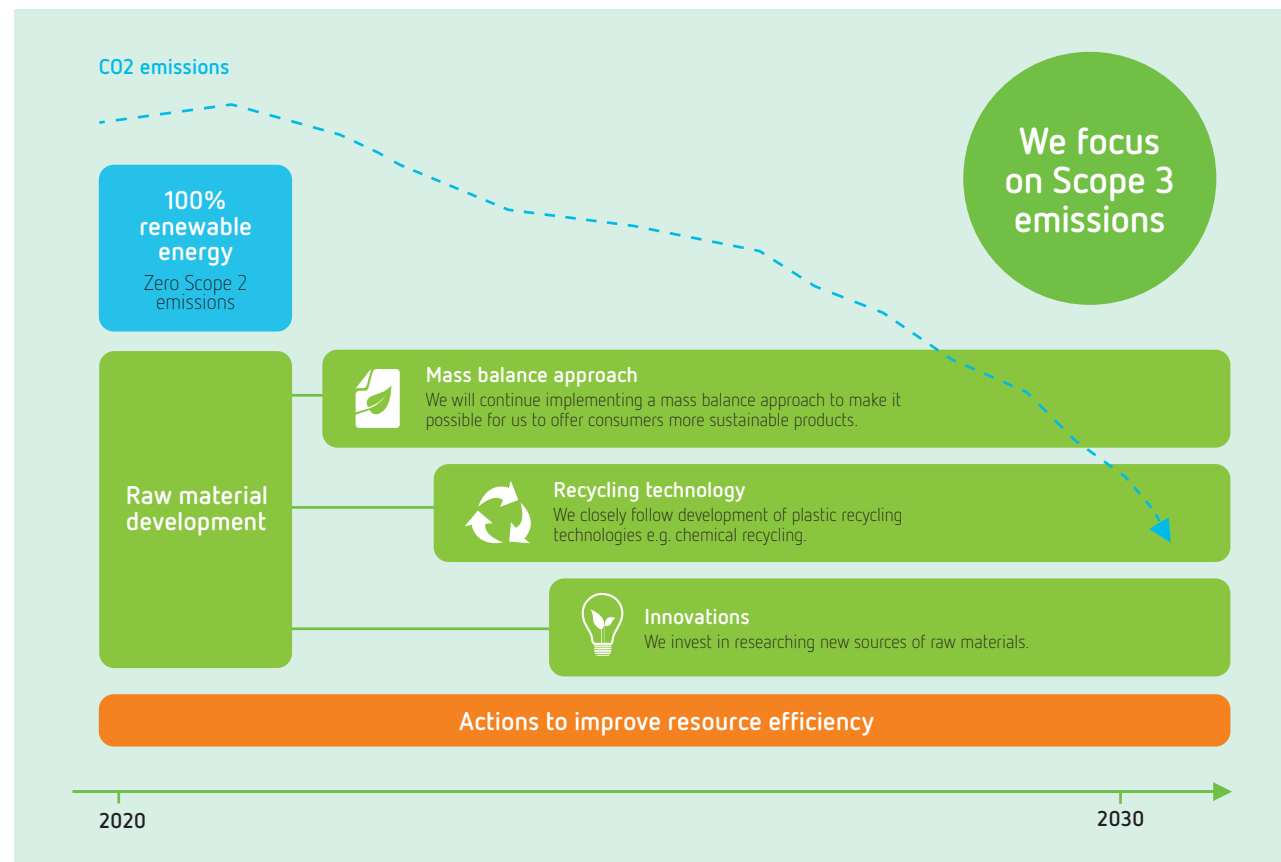 CO2 emissions
We focus
on Scope 3
emissions
100%
renewable
energy
Zero Scope 2
emissions
Raw material
development
Mass balance approach
We will continue implementing a mass balance approach to make it
possible for us to offer consumers more sustainable products.
Recycling technology
We closely follow development of plastic recycling
technologies e.g. chemical recycling.
Innovations
We invest in researching new sources of raw materials.
Actions to improve resource efficiency
2020
2030